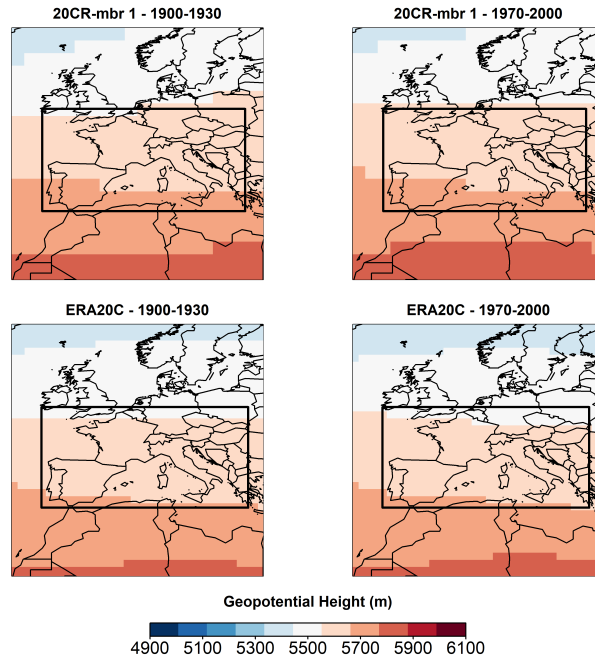 20CR-mbr 1 - 1900-1930
20CR-mbr 1 - 1970-2000
ERA20C - 1900-1930
ERA20C - 1970-2000
Geopotential Height (m)
4900 5100 5300 5500 5700 5900 6100